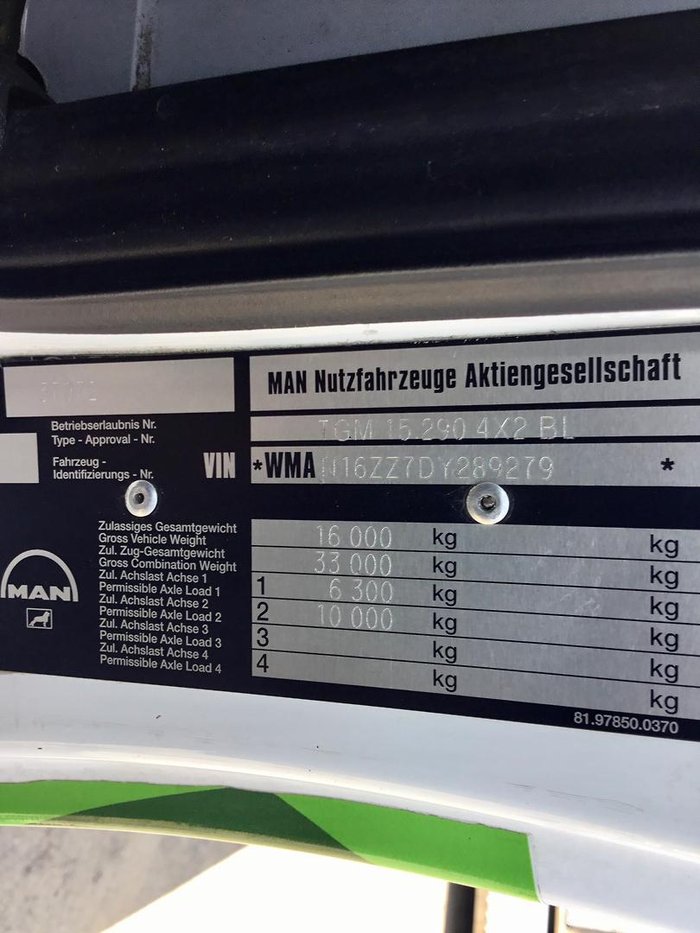 MAN Nutzfahrzeuge Aktiengesellschaft
Betriebserlaubnis Nr.
Type - Approval - Nr.
TGM 15.290 4X2 BL
Fahrzeug -
Identifizierungs - Nr.
VIN
*WMA N16ZZ7DY289279 *
Zulassiges Gesamtgewicht
Gross Vehicle Weight
16 000 kg kg
Zul. Zug-Gesamtgewicht
Gross Combination Weight
33 000 kg kg
Zul. Achslast Achse 1
Permissible Axle Load 1
1 6 300 kg kg
Zul. Achslast Achse 2
Permissible Axle Load 2
2 10 000 kg kg
Zul. Achslast Achse 3
Permissible Axle Load 3
3 kg kg
Zul. Achslast Achse 4
Permissible Axle Load 4
4 kg kg
MAN
81.97850.0370